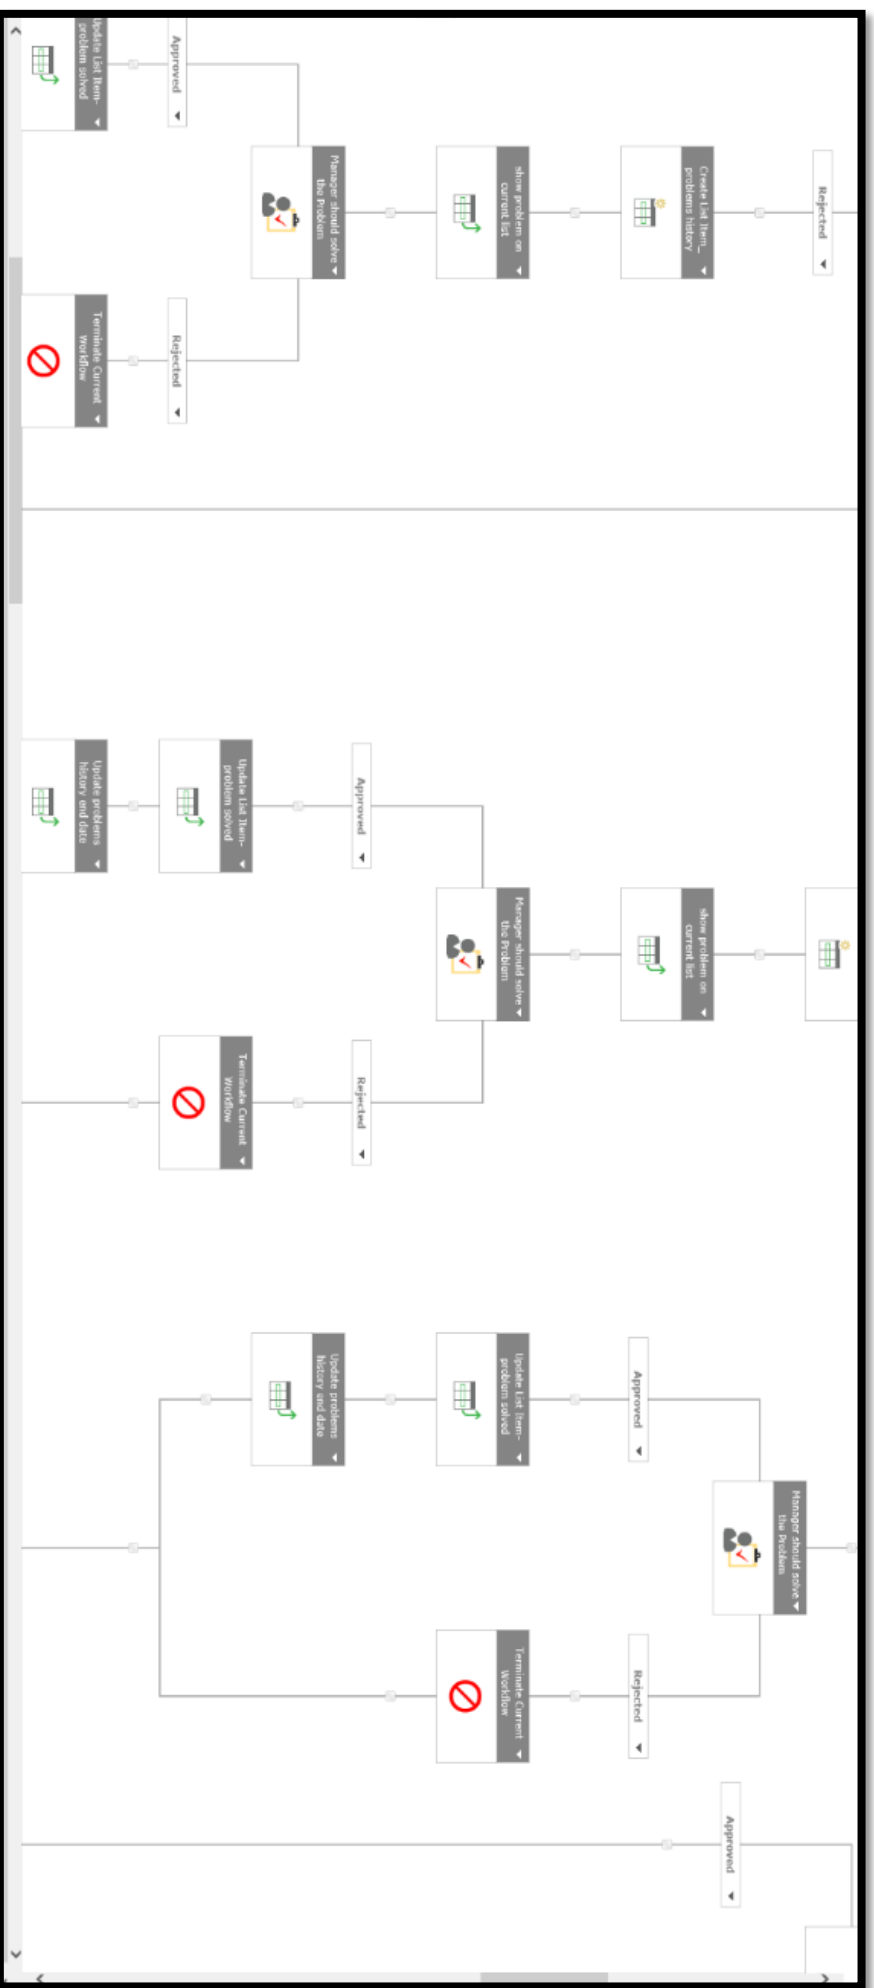 Rejected
Manager should solve
the Problem
Approved
Create List Item_
problems history
show problem on
current list
Approved
Rejected
show problem on
current list
Manager should solve
the Problem
Update List Item-
problem solved
Terminate Current
Workflow
Approved
Rejected
Manager should solve
the Problem
Update problems
history end date
Update List Item-
problem solved
Terminate Current
Workflow
Approved
Rejected
Update List Item-
problem solved
Terminate Current
Workflow
Update problems
history end date